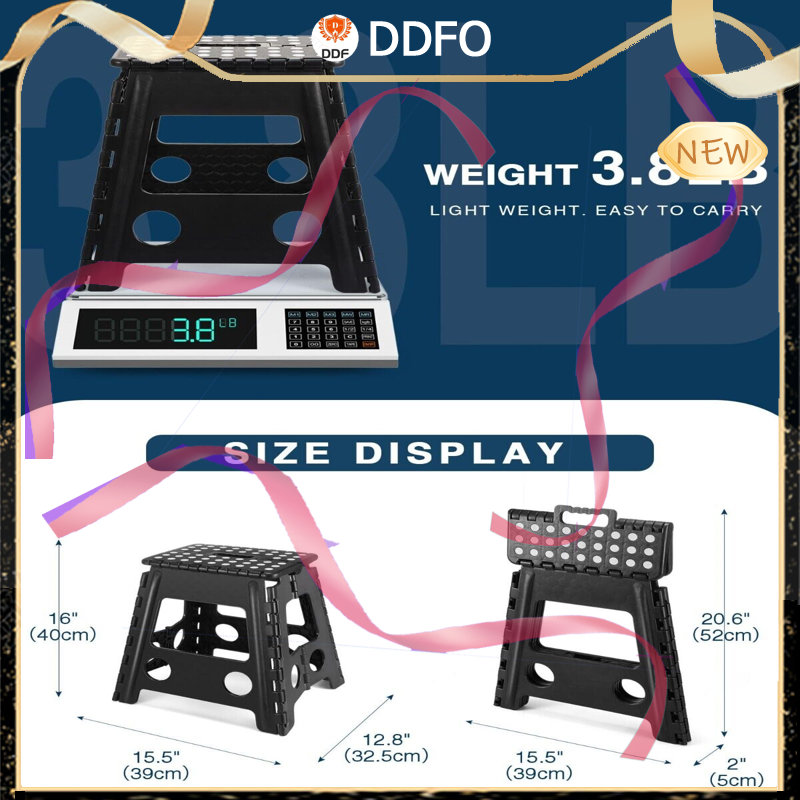 DDF
DDFO
NEW
WEIGHT 3.8LB
LIGHT WEIGHT. EASY TO CARRY
3.8 LB
SIZE DISPLAY
16"
(40cm)
15.5"
(39cm)
12.8"
(32.5cm)
20.6"
(52cm)
15.5"
(39cm)
2"
(5cm)